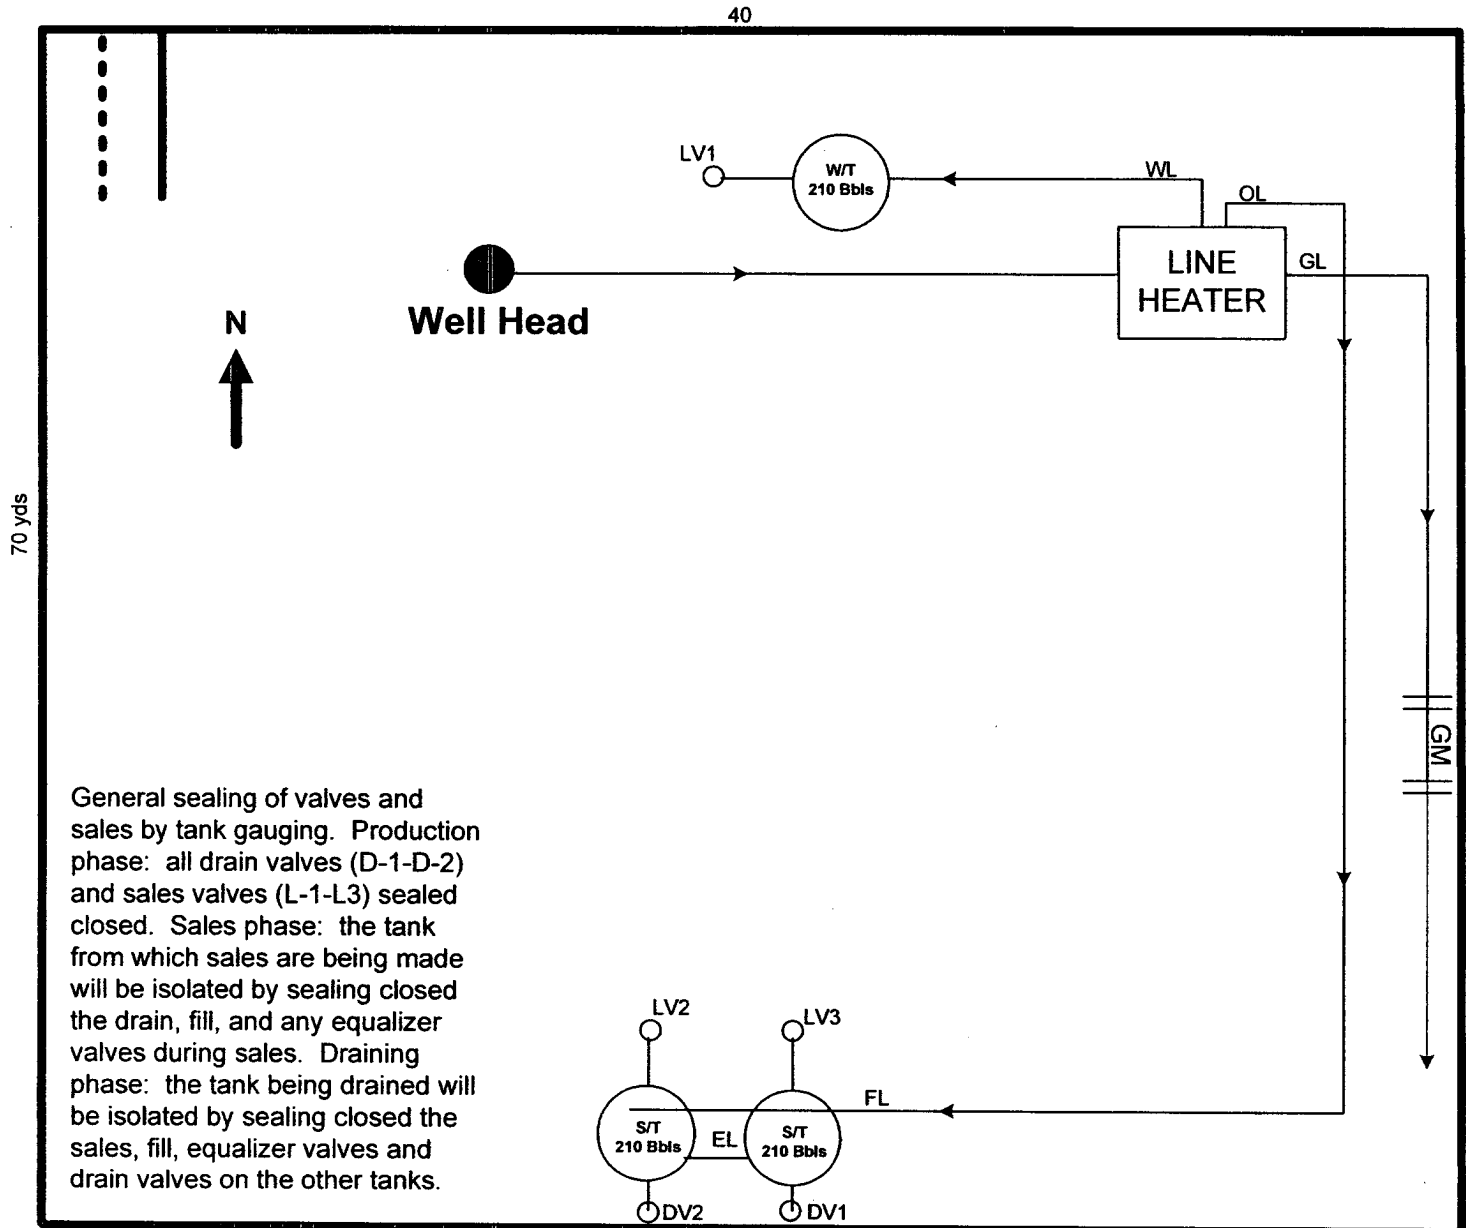 40
LV1
W/T
210 Bbls
WL
OL
LINE
HEATER
GL
Well Head
N
70 yds
GM
General sealing of valves and
sales by tank gauging. Production
phase: all drain valves (D-1-D-2)
and sales valves (L-1-L3) sealed
closed. Sales phase: the tank
from which sales are being made
will be isolated by sealing closed
the drain, fill, and any equalizer
valves during sales. Draining
phase: the tank being drained will
be isolated by sealing closed the
sales, fill, equalizer valves and
drain valves on the other tanks.
LV2
LV3
FL
S/T
210 Bbls
EL
S/T
210 Bbls
DV2
DV1